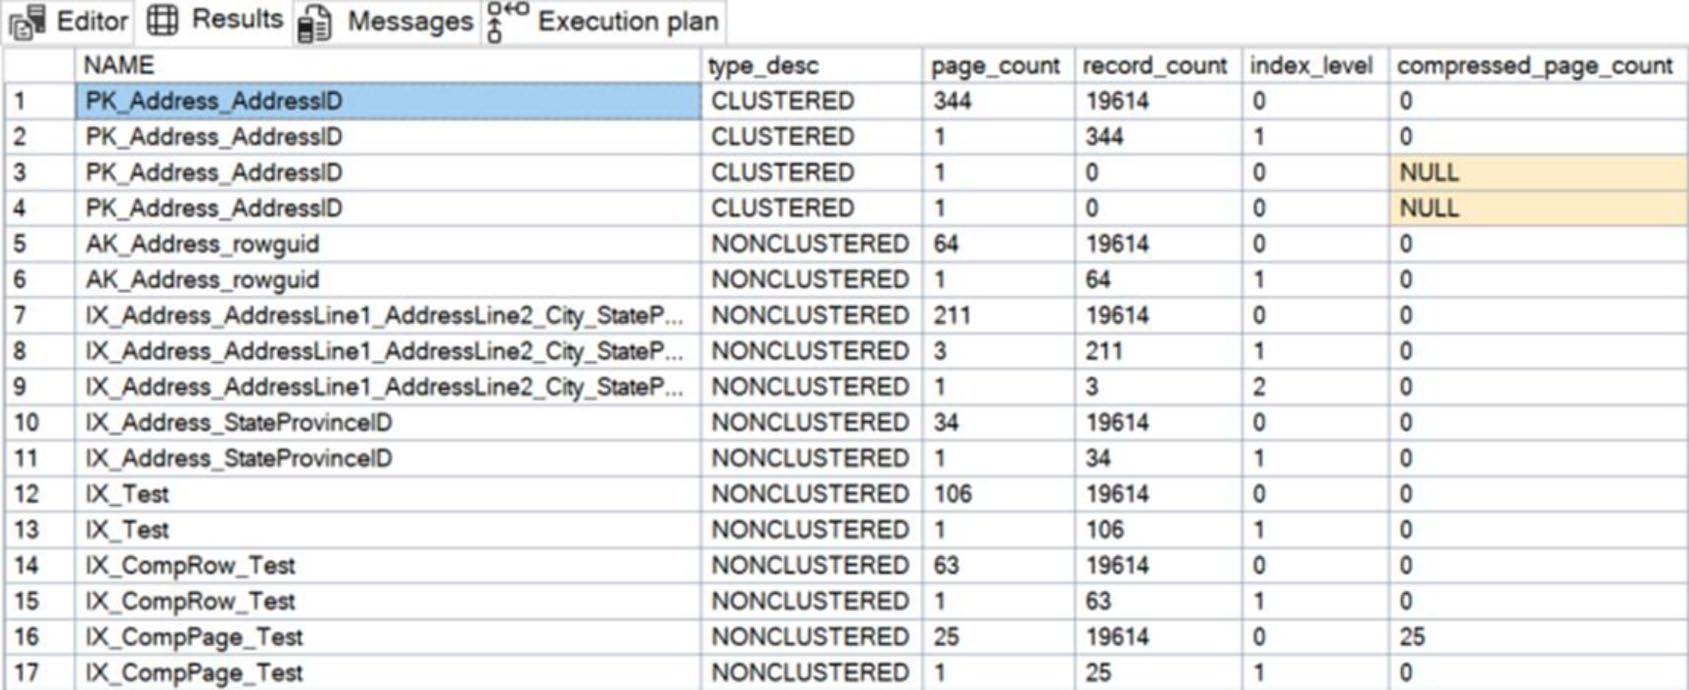 Editor Results Messages Execution plan
NAME type_desc page_count record_count index_level compressed_page_count
1 PK_Address_AddressID CLUSTERED 344 19614 0 0
2 PK_Address_AddressID CLUSTERED 1 344 1 0
3 PK_Address_AddressID CLUSTERED 1 0 0 NULL
4 PK_Address_AddressID CLUSTERED 1 0 0 NULL
5 AK_Address_rowguid NONCLUSTERED 64 19614 0 0
6 AK_Address_rowguid NONCLUSTERED 1 64 1 0
7 IX_Address_AddressLine1_AddressLine2_City_StateP... NONCLUSTERED 211 19614 0 0
8 IX_Address_AddressLine1_AddressLine2_City_StateP... NONCLUSTERED 3 211 1 0
9 IX_Address_AddressLine1_AddressLine2_City_StateP... NONCLUSTERED 1 3 2 0
10 IX_Address_StateProvinceID NONCLUSTERED 34 19614 0 0
11 IX_Address_StateProvinceID NONCLUSTERED 1 34 1 0
12 IX_Test NONCLUSTERED 106 19614 0 0
13 IX_Test NONCLUSTERED 1 106 1 0
14 IX_CompRow_Test NONCLUSTERED 63 19614 0 0
15 IX_CompRow_Test NONCLUSTERED 1 63 1 0
16 IX_CompPage_Test NONCLUSTERED 25 19614 0 25
17 IX_CompPage_Test NONCLUSTERED 1 25 1 0